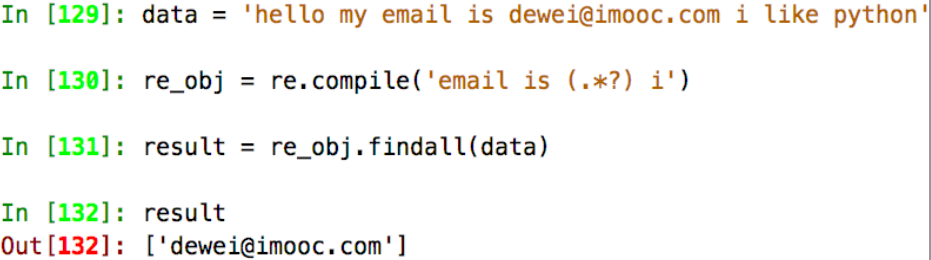 In [129]: data = 'hello my email is dewei@imooc.com i like python'
In [130]: re_obj = re.compile('email is (.*?) i')
In [131]: result = re_obj.findall(data)
In [132]: result
Out[132]: ['dewei@imooc.com']